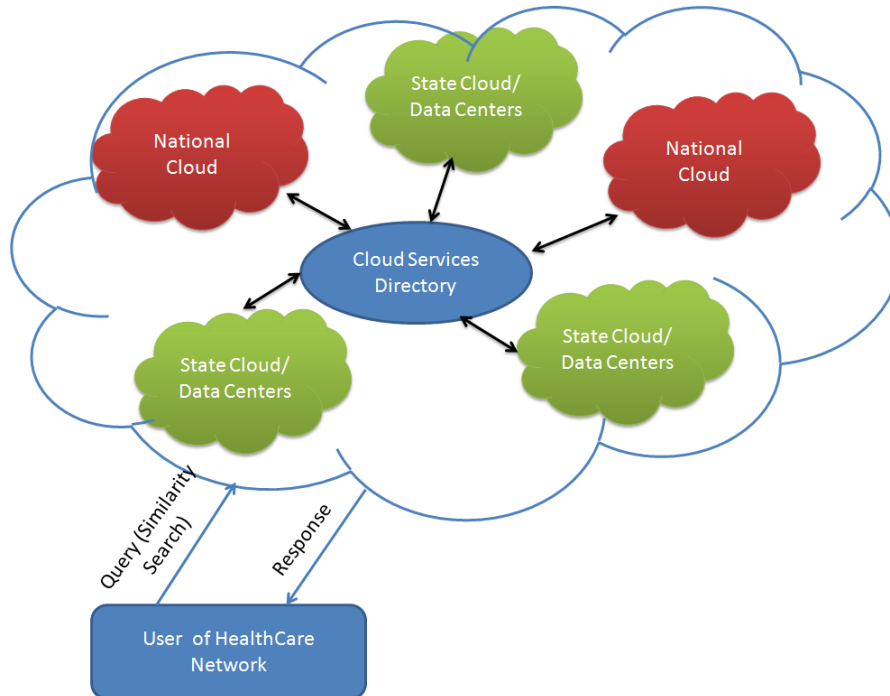 State Cloud/
Data Centers
National
Cloud
National
Cloud
Cloud Services
Directory
State Cloud/
Data Centers
State Cloud/
Data Centers
Query (Similarity
Search)
Response
User of HealthCare
Network